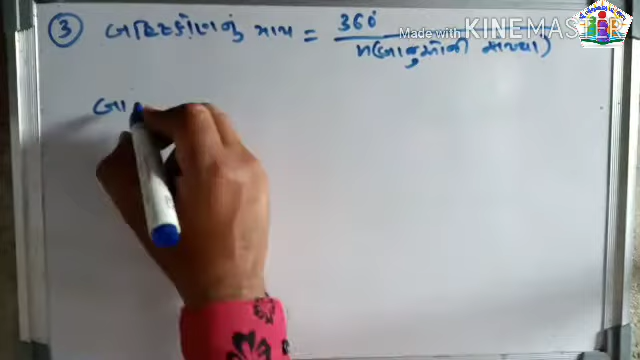 ③ બહિષ્કોણનું માપ = 360°
n(બાજુઓની સંખ્યા)
Made with KINEMASTER
બા